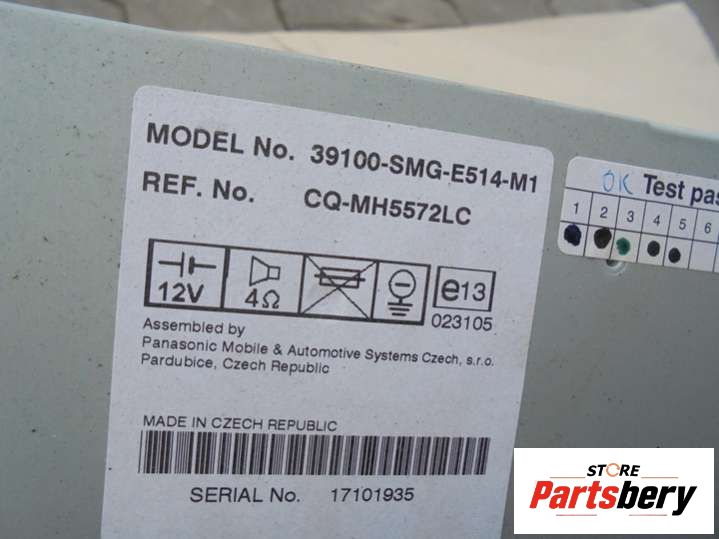 MODEL No. 39100-SMG-E514-M1
REF. No. CQ-MH5572LC
12V 4Ω e13
023105
Assembled by
Panasonic Mobile & Automotive Systems Czech, s.r.o.
Pardubice, Czech Republic
MADE IN CZECH REPUBLIC
SERIAL No. 17101935
OK Test pas
1 2 3 4 5 6
STORE
Partsbery